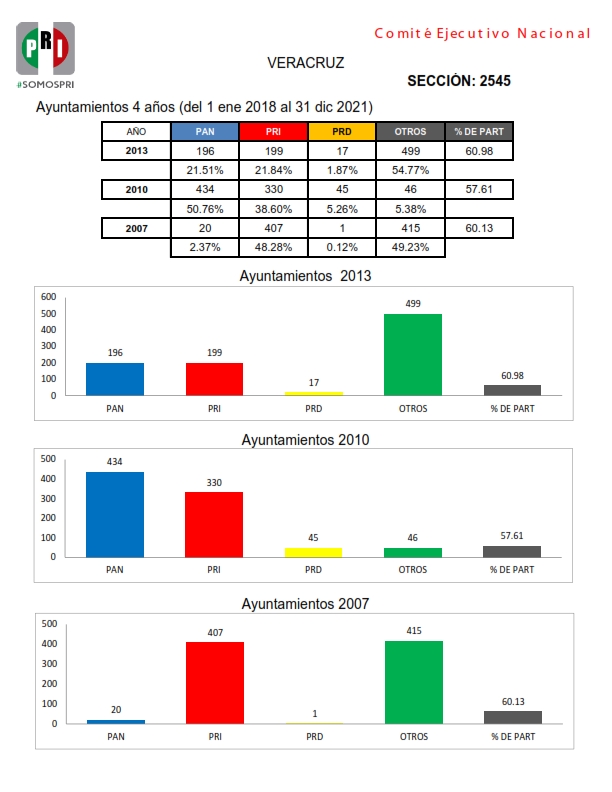 Comité Ejecutivo Nacional
PRI
#SOMOSPRI
VERACRUZ
SECCIÓN: 2545
Ayuntamientos 4 años (del 1 ene 2018 al 31 dic 2021)
AÑO PAN PRI PRD OTROS % DE PART
2013 196 199 17 499 60.98
21.51% 21.84% 1.87% 54.77%
2010 434 330 45 46 57.61
50.76% 38.60% 5.26% 5.38%
2007 20 407 1 415 60.13
2.37% 48.28% 0.12% 49.23%
Ayuntamientos 2013
600
500
400
300
200
100
0
196 199 17 499 60.98
PAN PRI PRD OTROS % DE PART
Ayuntamientos 2010
500
400
300
200
100
0
434 330 45 46 57.61
PAN PRI PRD OTROS % DE PART
Ayuntamientos 2007
500
400
300
200
100
0
20 407 1 415 60.13
PAN PRI PRD OTROS % DE PART